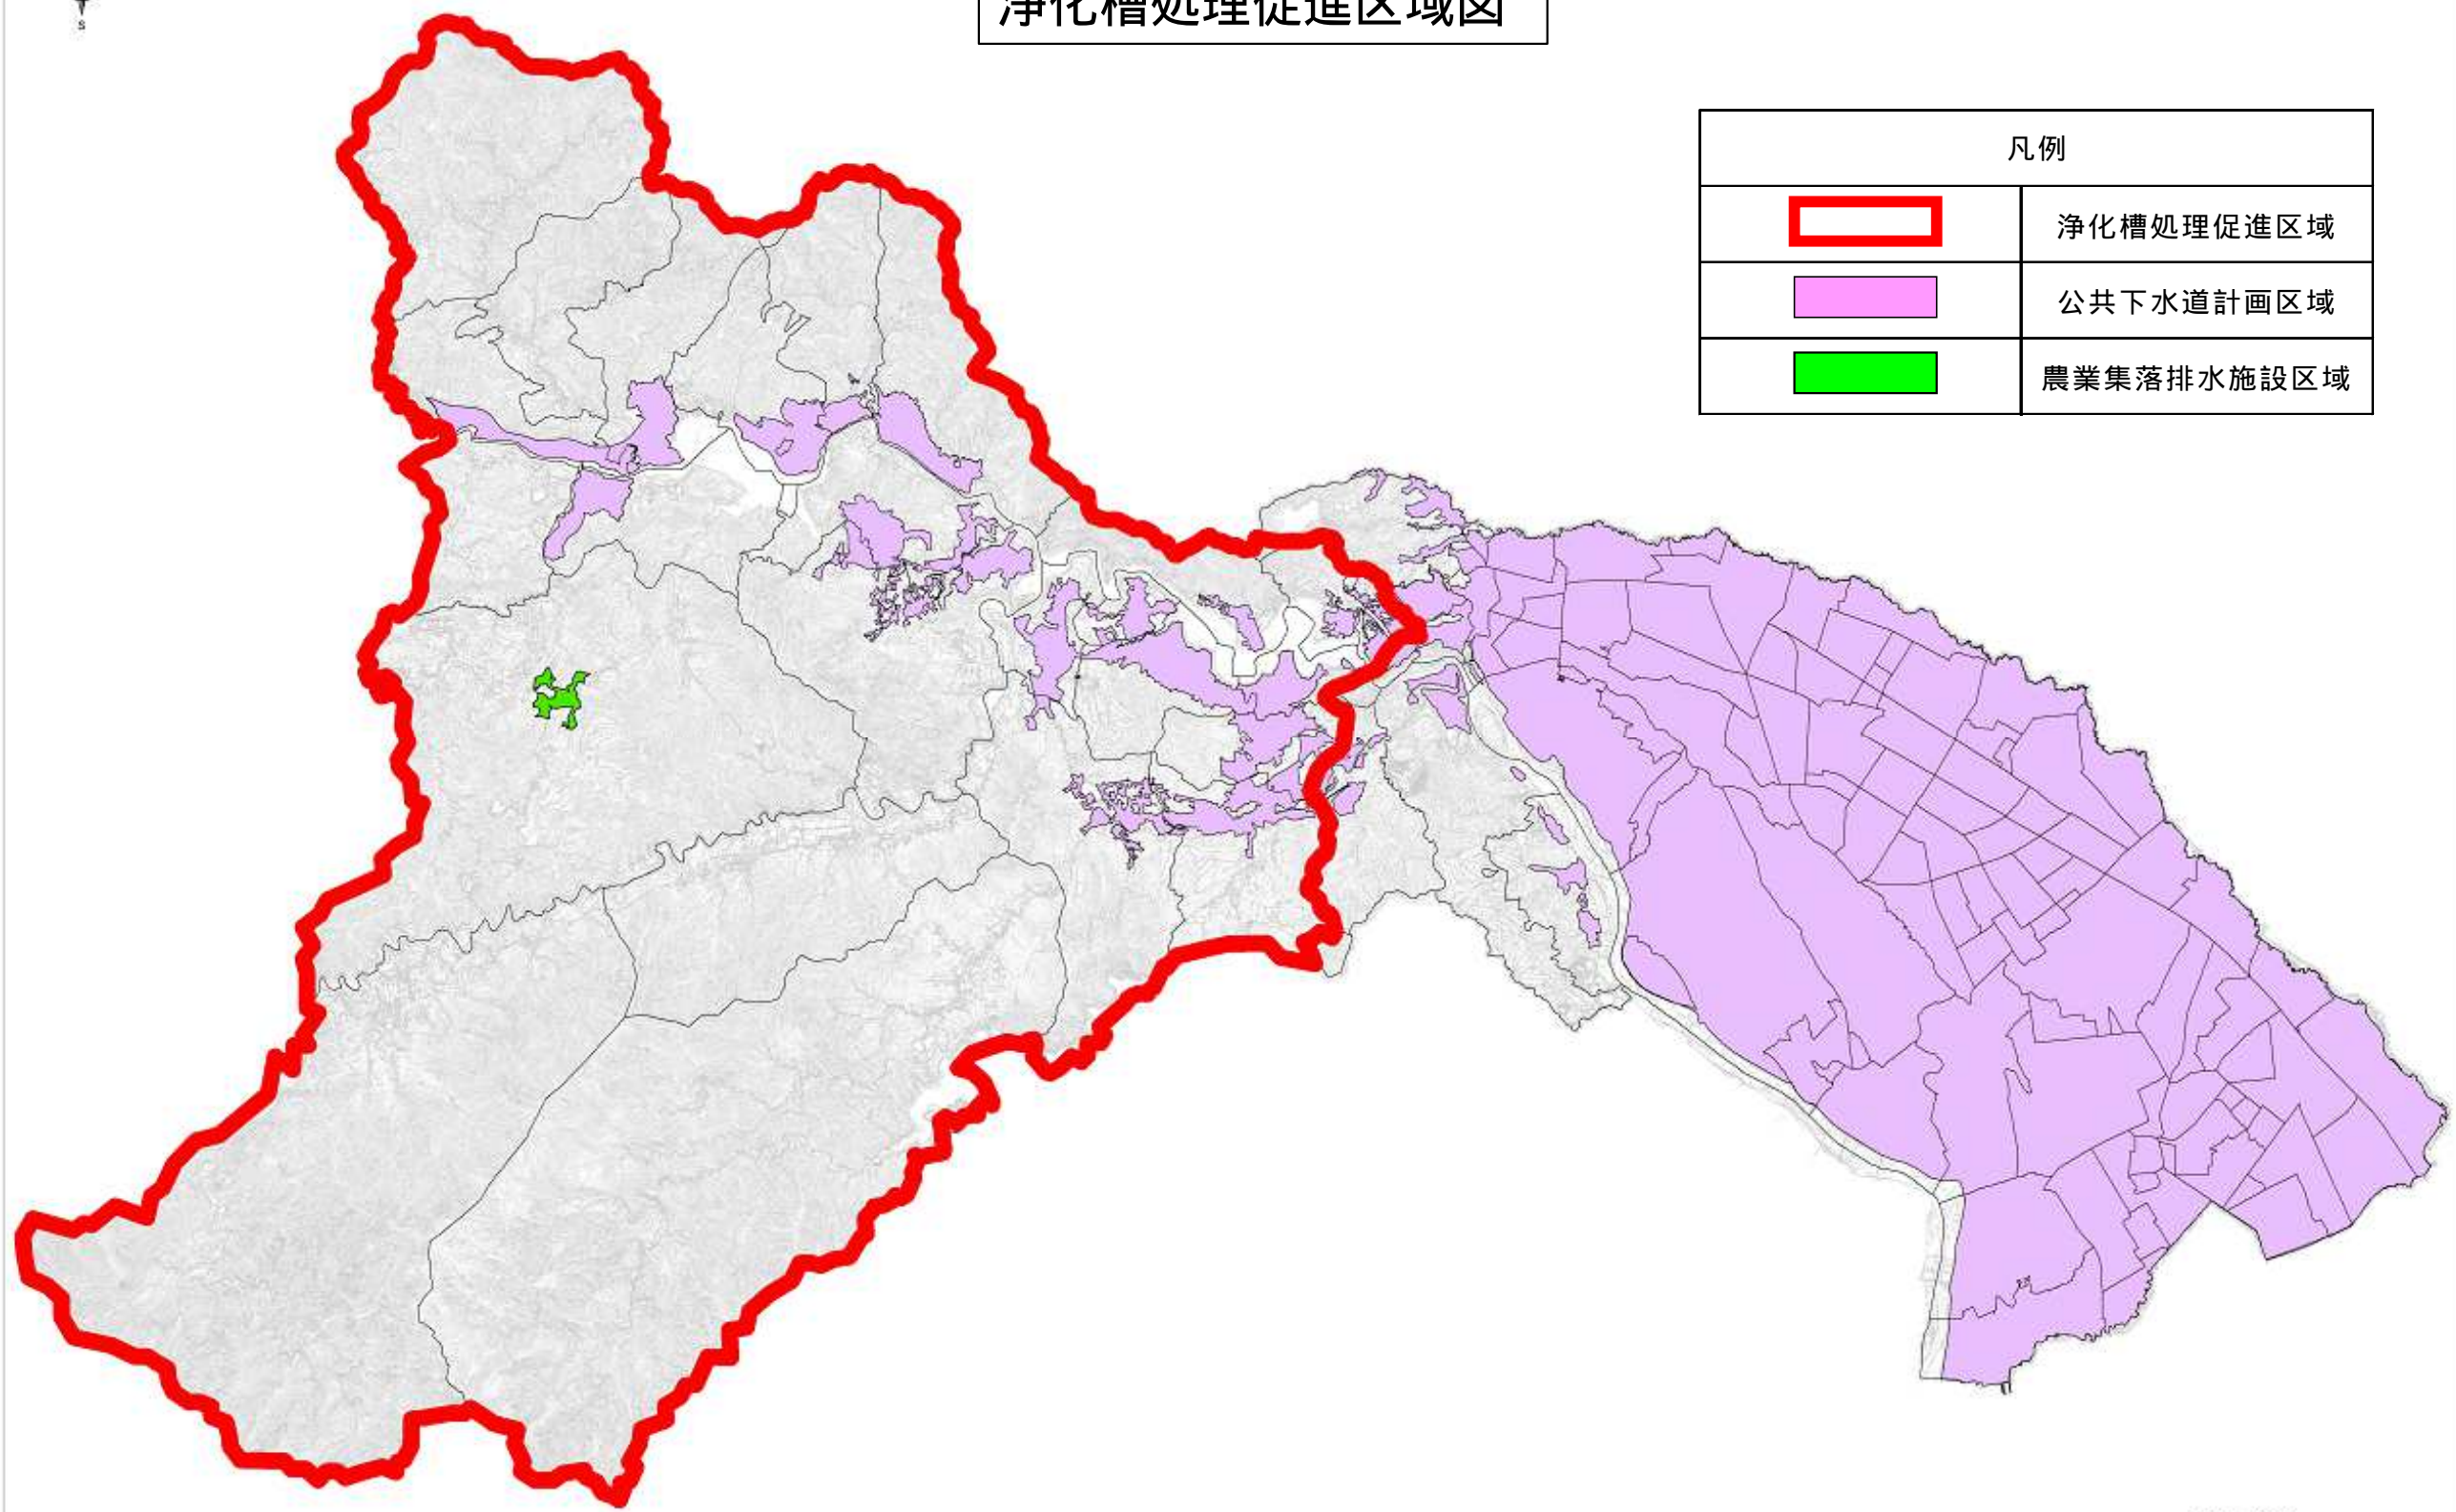 S
浄化槽処理促進区域図
凡例
浄化槽処理促進区域
公共下水道計画区域
農業集落排水施設区域